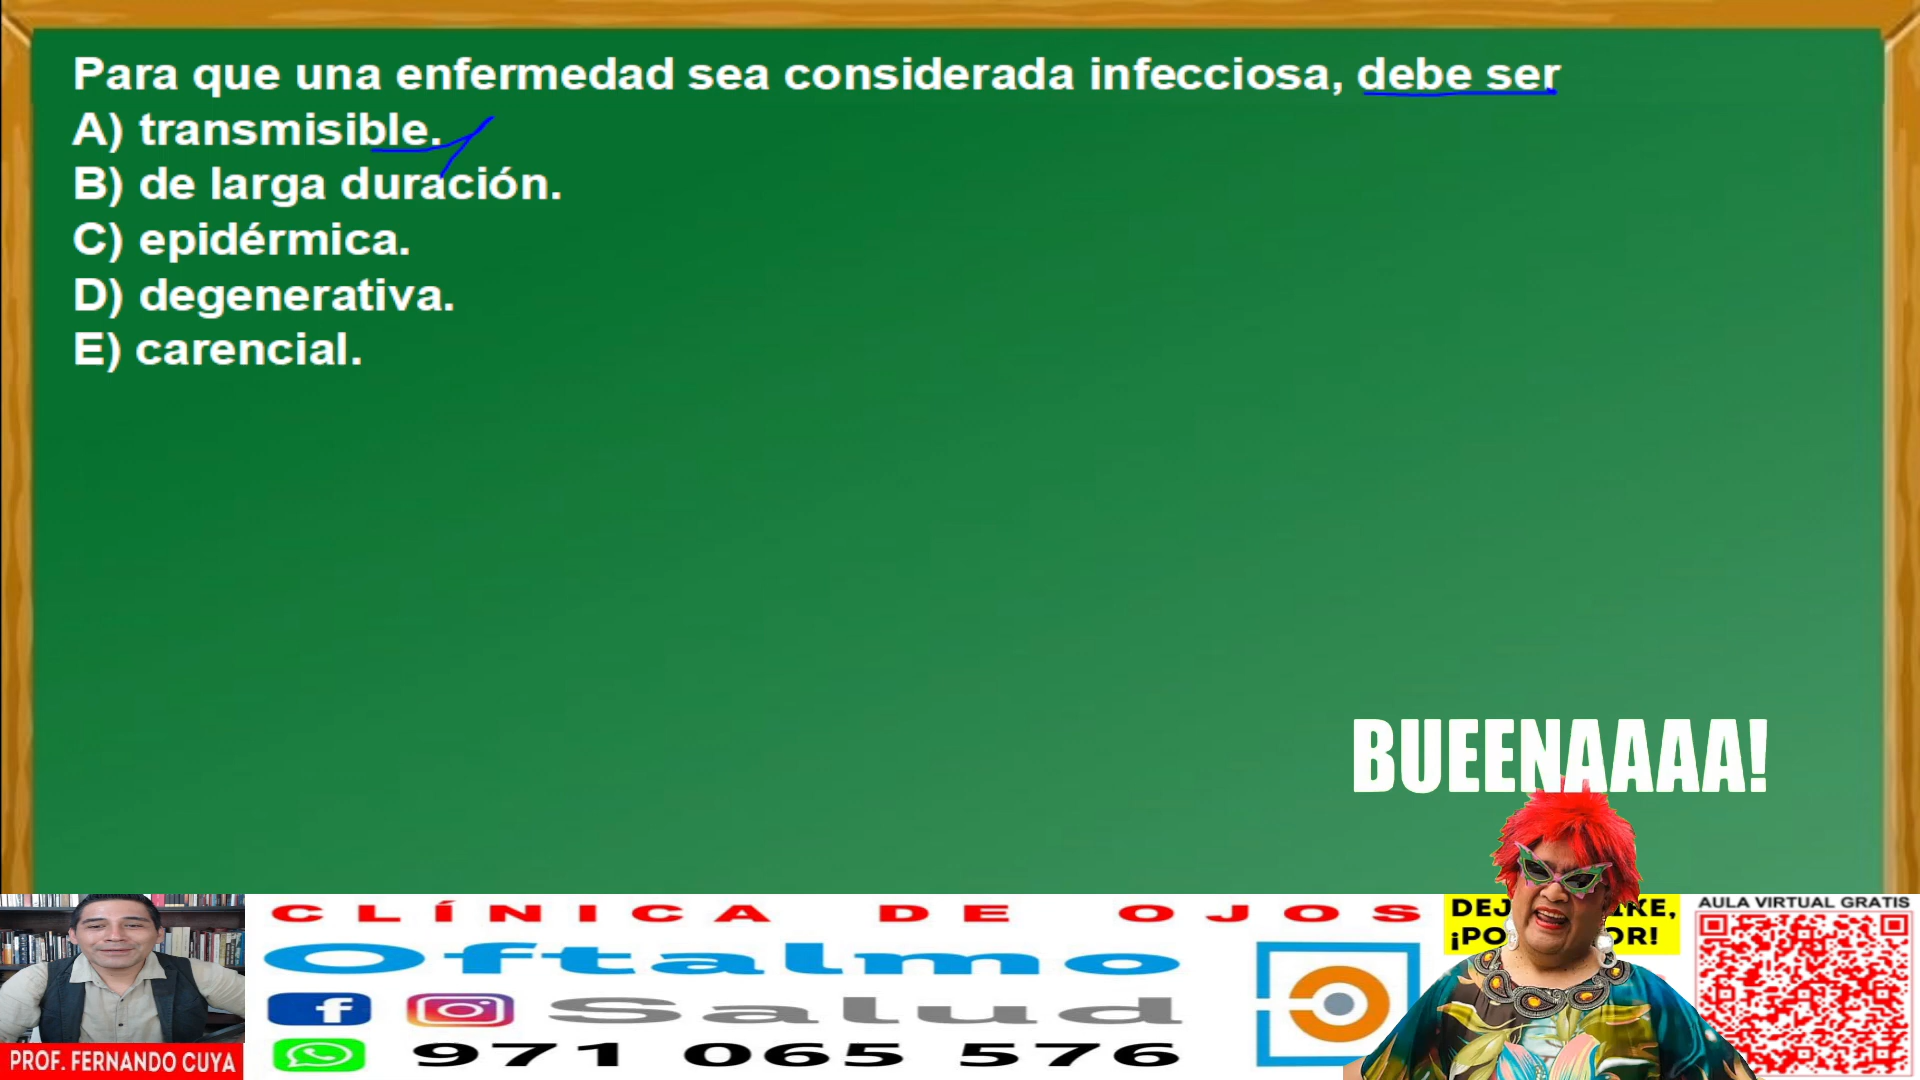 Para que una enfermedad sea considerada infecciosa, debe ser
A) transmisible.
B) de larga duración.
C) epidérmica.
D) degenerativa.
E) carencial.
BUEENAAAA!
CLÍNICA DE OJOS
Oftalmo
Salud
971 065 576
PROF. FERNANDO CUYA
AULA VIRTUAL GRATIS